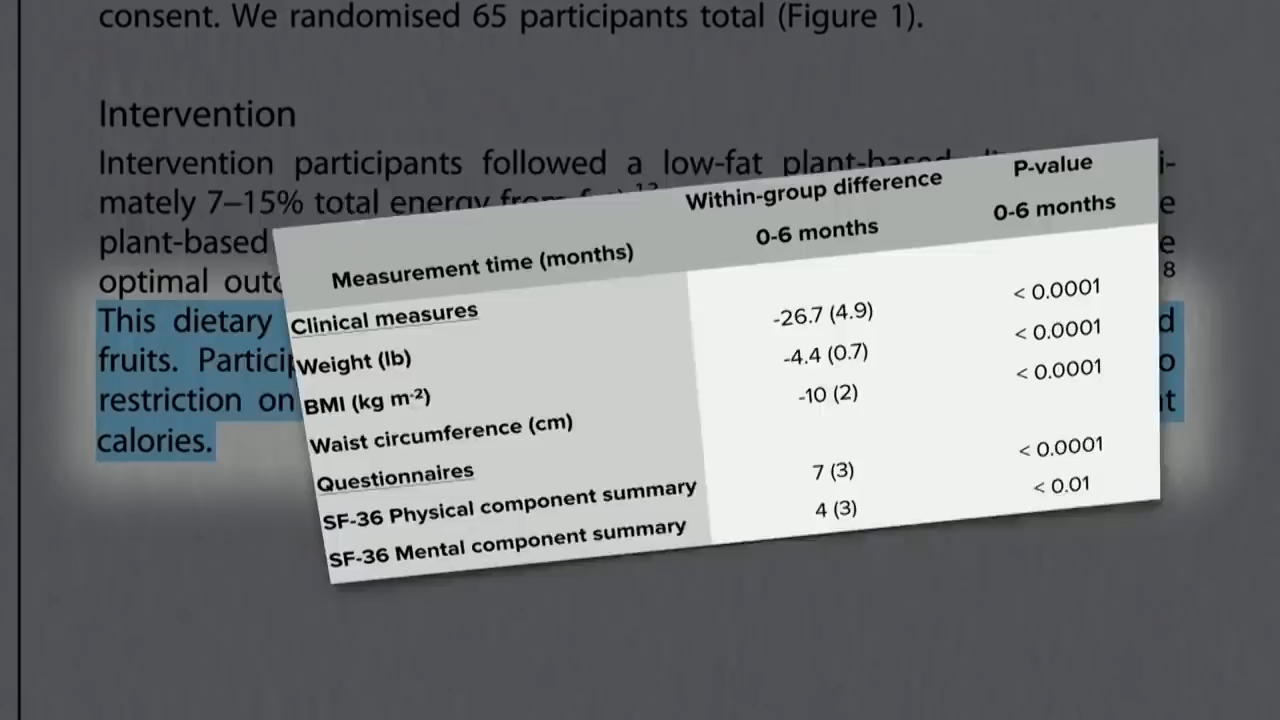 consent. We randomised 65 participants total (Figure 1).
Intervention
Intervention participants followed a low-fat plant-based
mately 7–15% total energy from
plant-based
optimal
This dietary
fruits.
restriction on
calories.
Within-group difference P-value
Measurement time (months) 0-6 months 0-6 months
Clinical measures
Weight (lb) -26.7 (4.9) < 0.0001
BMI (kg m-2) -4.4 (0.7) < 0.0001
Waist circumference (cm) -10 (2) < 0.0001
Questionnaires
SF-36 Physical component summary 7 (3) < 0.0001
SF-36 Mental component summary 4 (3) < 0.01